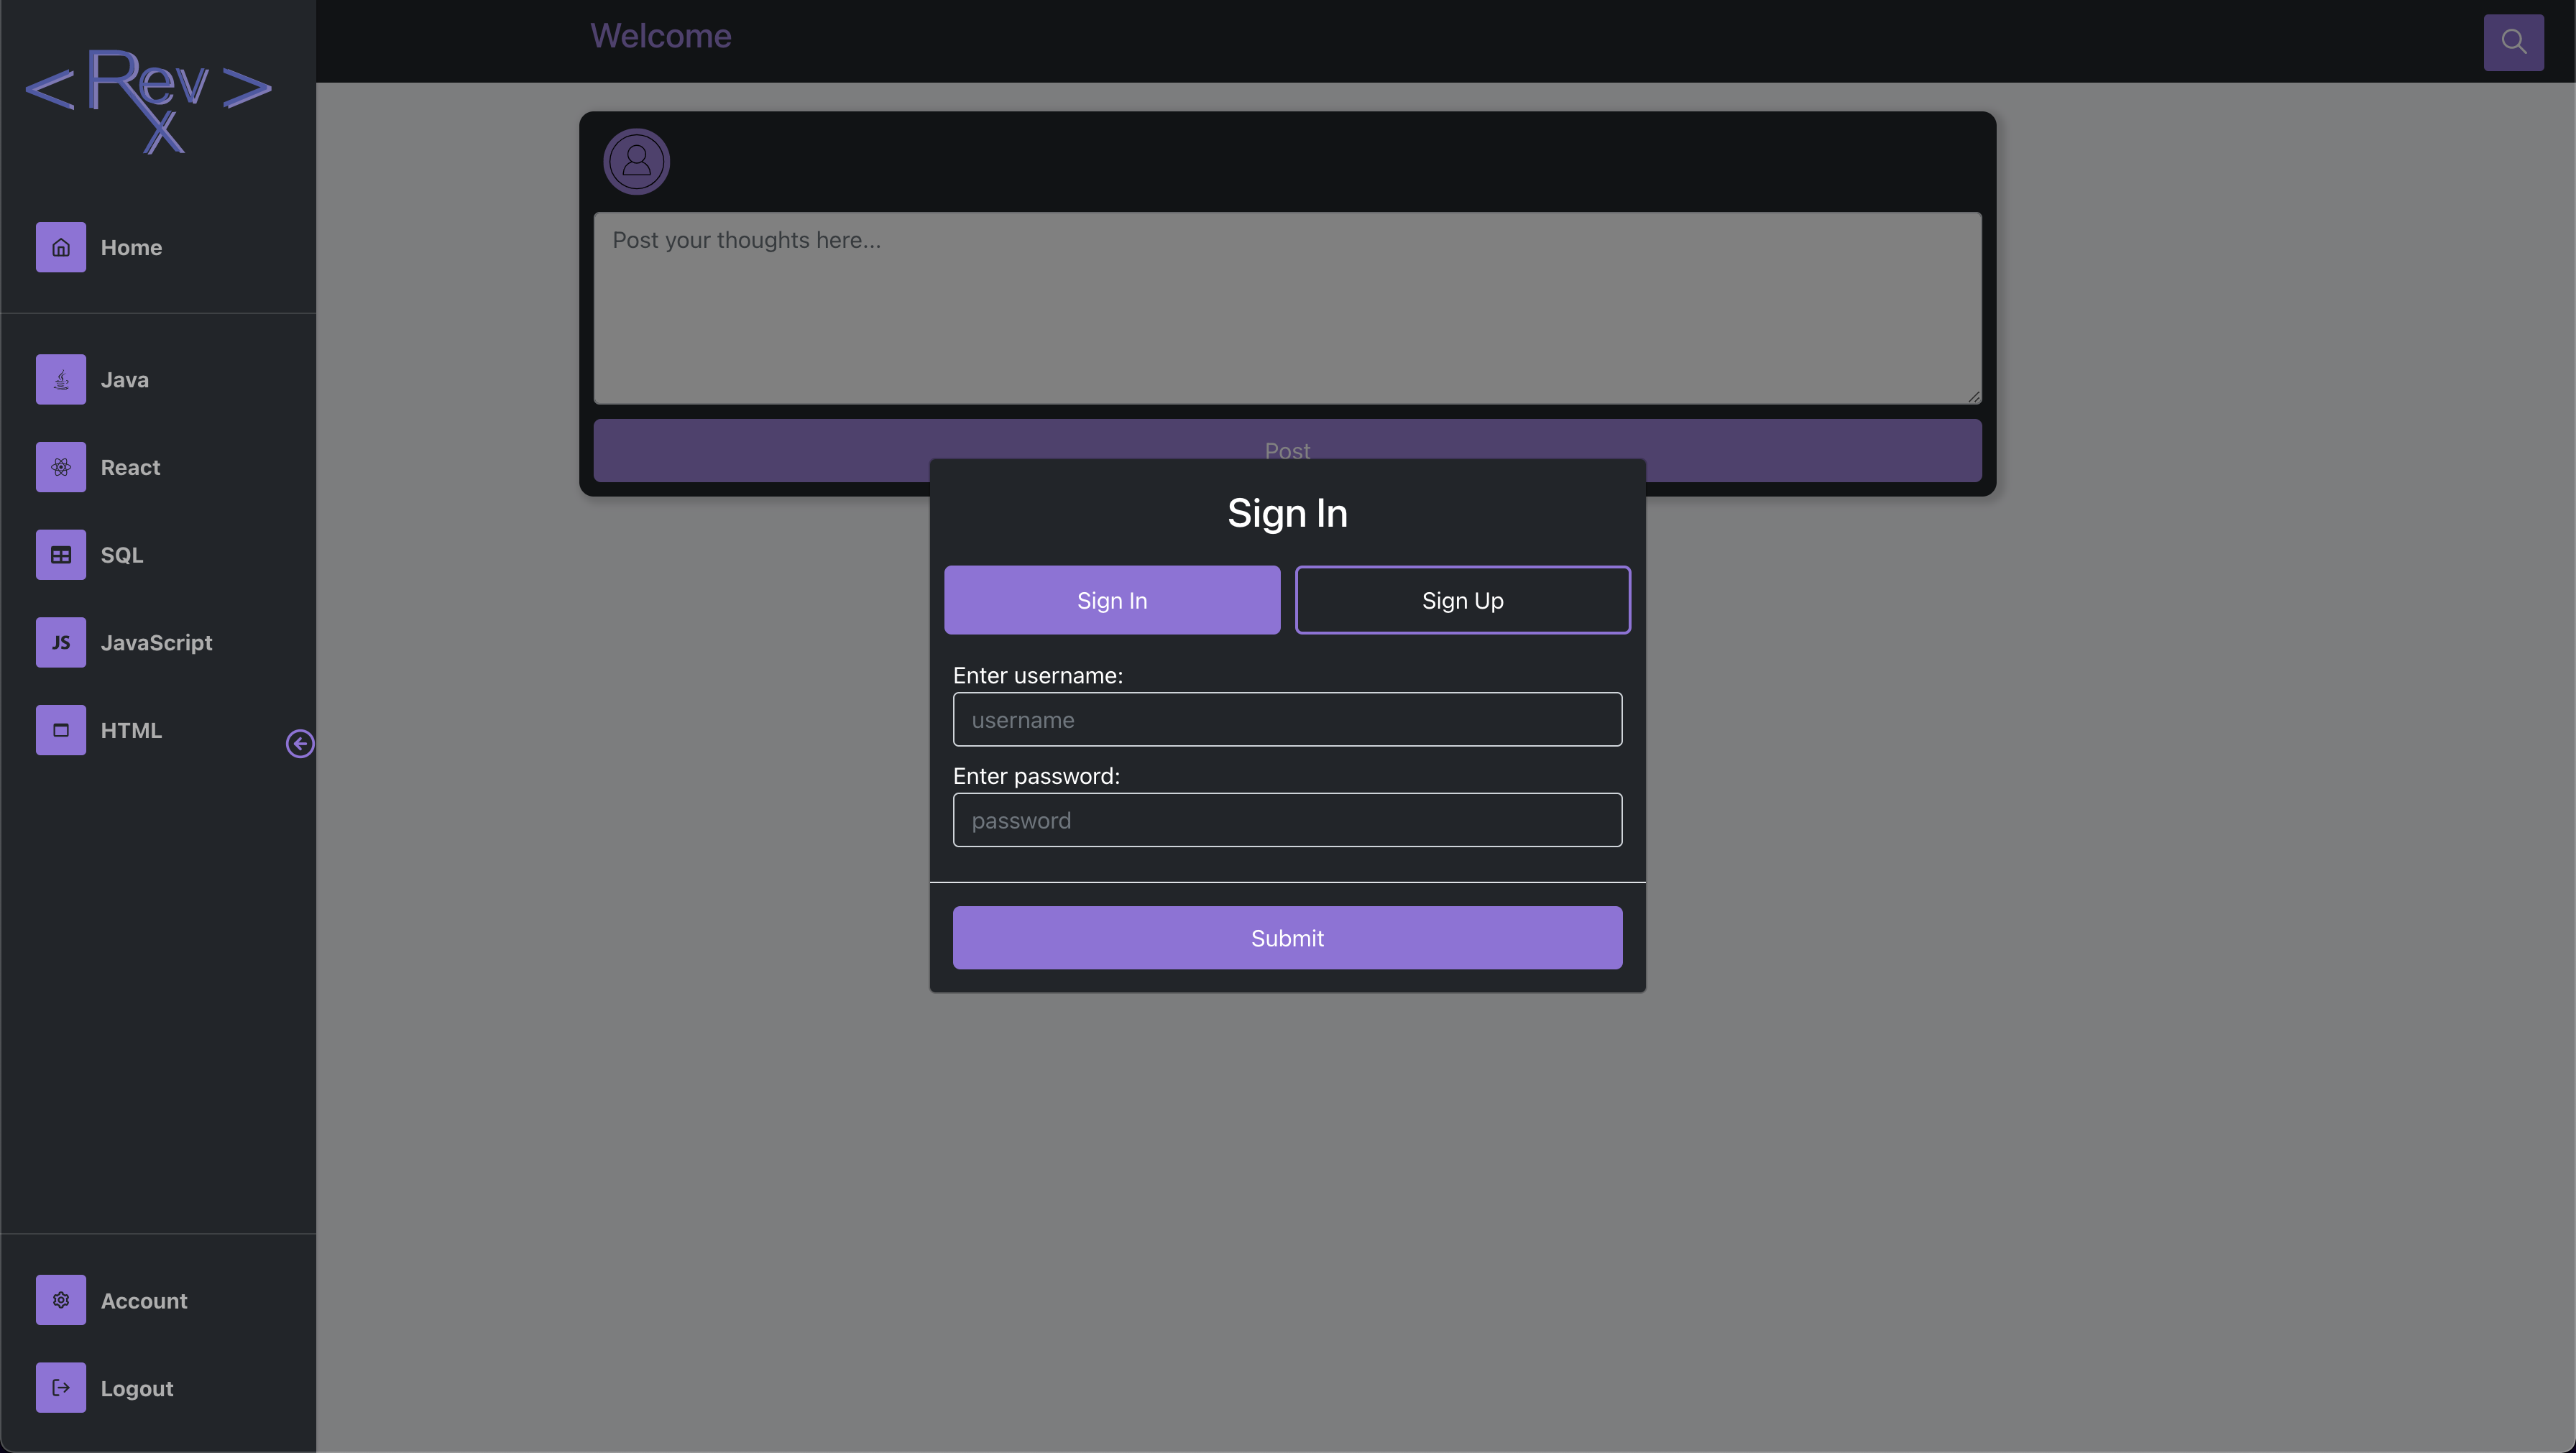 <Rev>
x
Home
Java
React
SQL
JS JavaScript
HTML
Account
Logout
Welcome
Post your thoughts here...
Post
Sign In
Sign In Sign Up
Enter username:
username
Enter password:
password
Submit